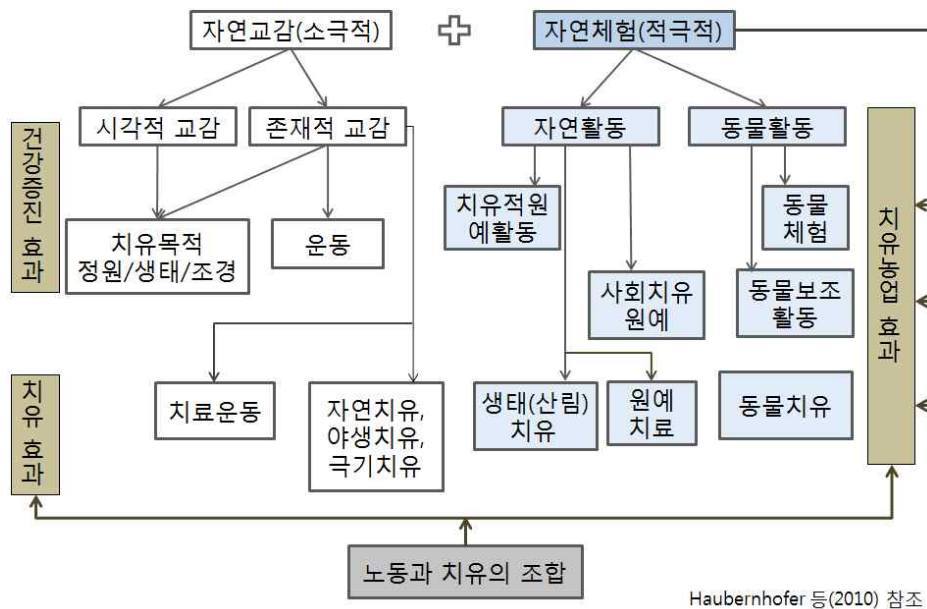 자연교감(소극적)
자연체험(적극적)
시각적 교감
존재적 교감
자연활동
동물활동
건강증진 효과
치유목적
정원/생태/조경
운동
치유적원
예활동
동물
체험
사회치유
원예
동물보조
활동
치유농업 효과
치유 효과
치료운동
자연치유,
야생치유,
극기치유
생태(산림)
치유
원예
치료
동물치유
노동과 치유의 조합
Haubernhofer 등(2010) 참조